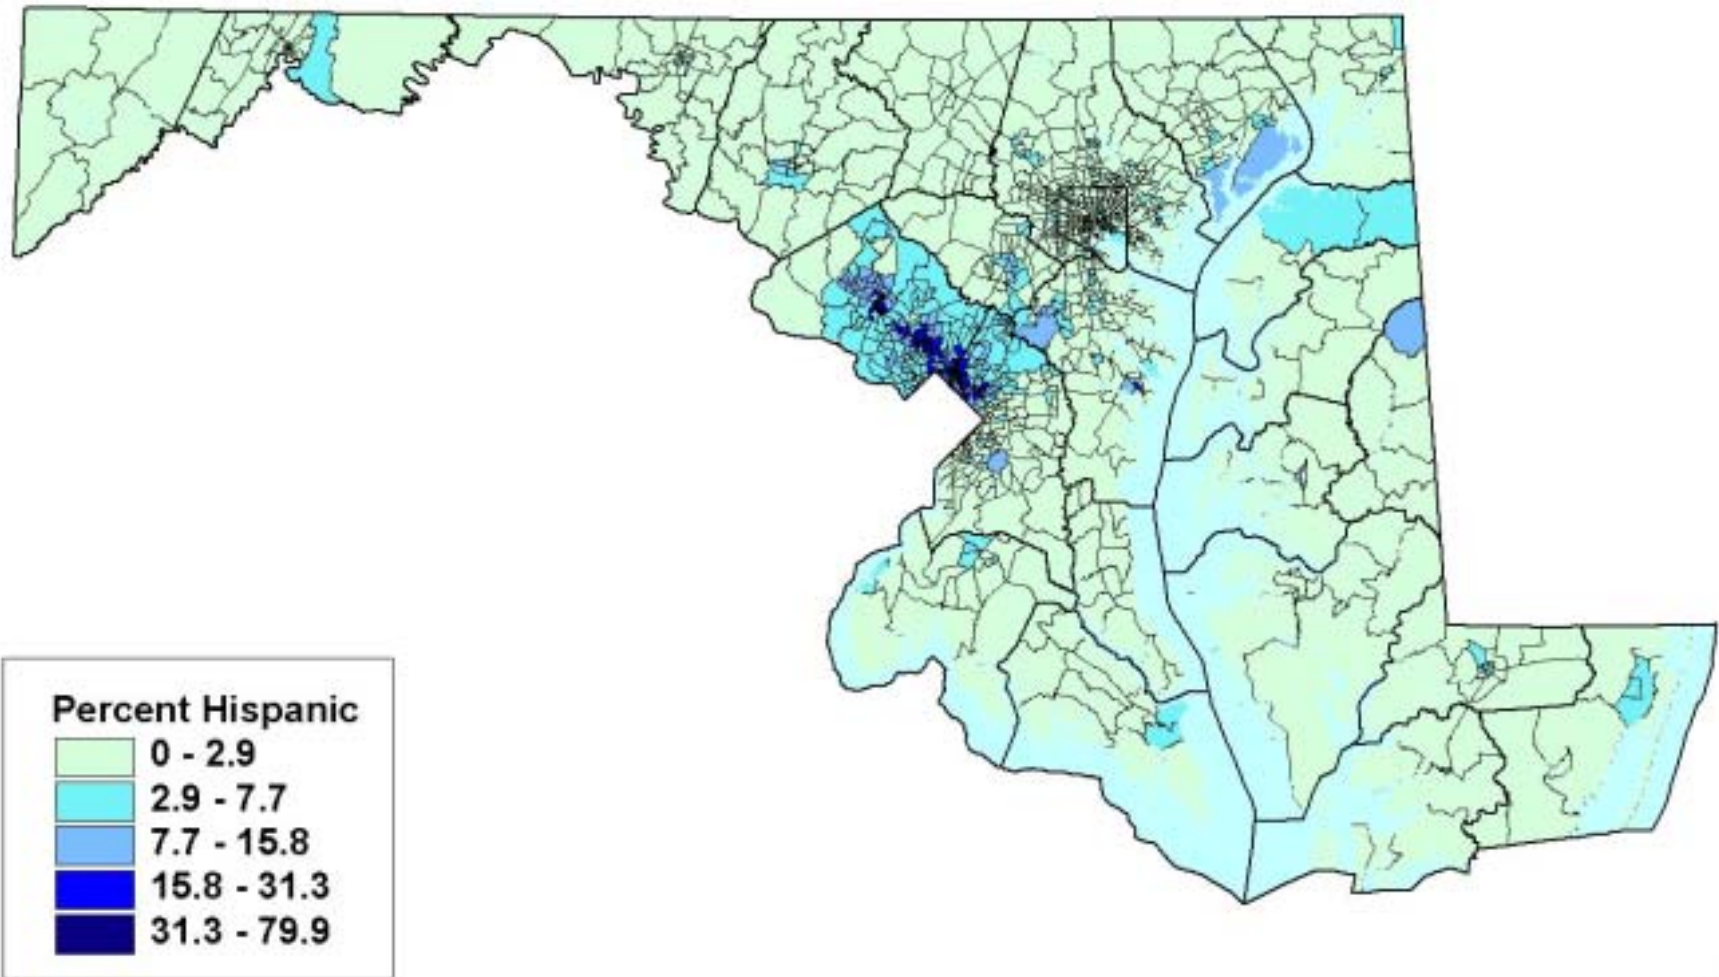 Percent Hispanic
0 - 2.9
2.9 - 7.7
7.7 - 15.8
15.8 - 31.3
31.3 - 79.9